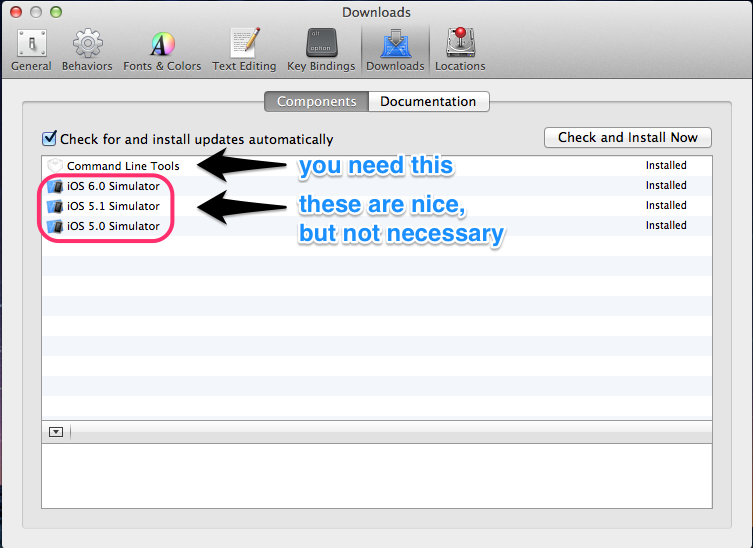 Downloads
General Behaviors Fonts & Colors Text Editing Key Bindings Downloads Locations
Components Documentation
Check for and install updates automatically Check and Install Now
Command Line Tools you need this Installed
iOS 6.0 Simulator Installed
iOS 5.1 Simulator these are nice, Installed
iOS 5.0 Simulator but not necessary Installed